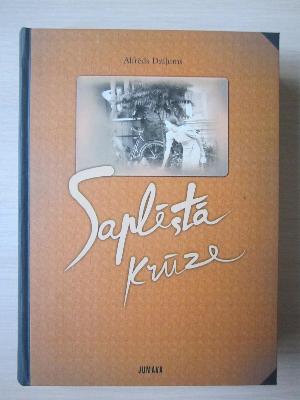 Alfrēds Dziļums
Saplēstā
krūze
JUMAVA